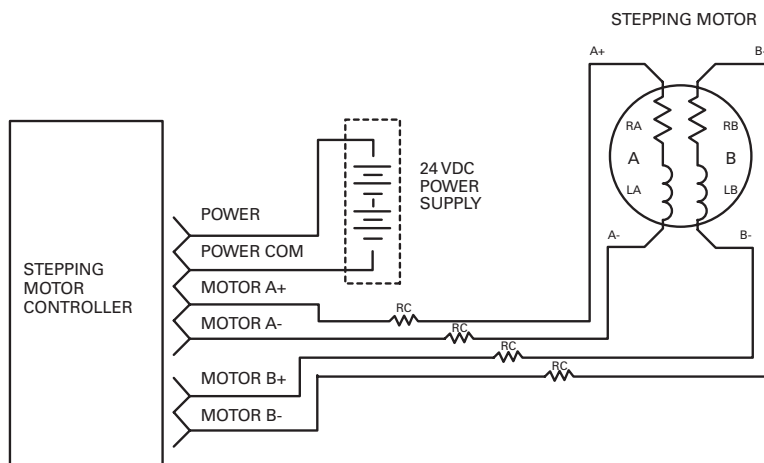 STEPPING MOTOR
A+
B-
RA
RB
A
B
LA
LB
A-
B-
24 VDC
POWER
SUPPLY
POWER
POWER COM
MOTOR A+
MOTOR A-
MOTOR B+
MOTOR B-
STEPPING
MOTOR
CONTROLLER
RC
RC
RC
RC